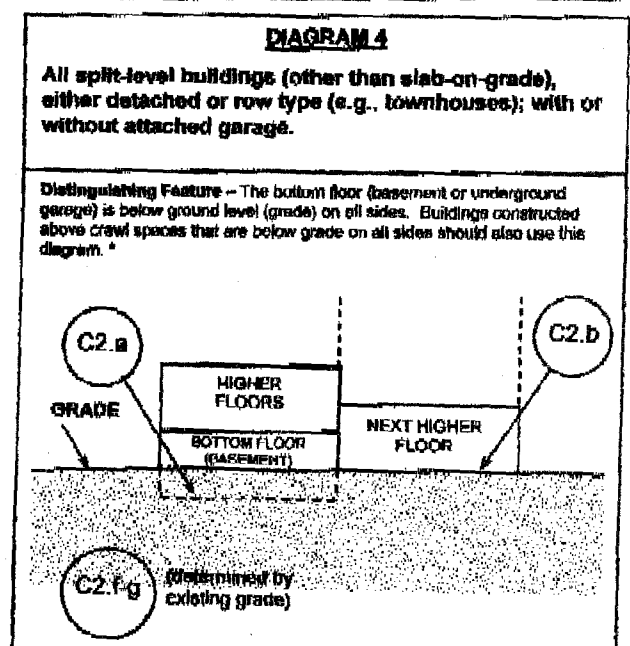 DIAGRAM 4
All split-level buildings (other than slab-on-grade),
either detached or row type (e.g., townhouses); with or
without attached garage.
Distinguishing Feature – The bottom floor (basement or underground
garage) is below ground level (grade) on all sides. Buildings constructed
above crawl spaces that are below grade on all sides should also use this
diagram. *
C2.a
C2.b
HIGHER
FLOORS
GRADE
NEXT HIGHER
FLOOR
BOTTOM FLOOR
(BASEMENT)
C2.f-g
(determined by
existing grade)